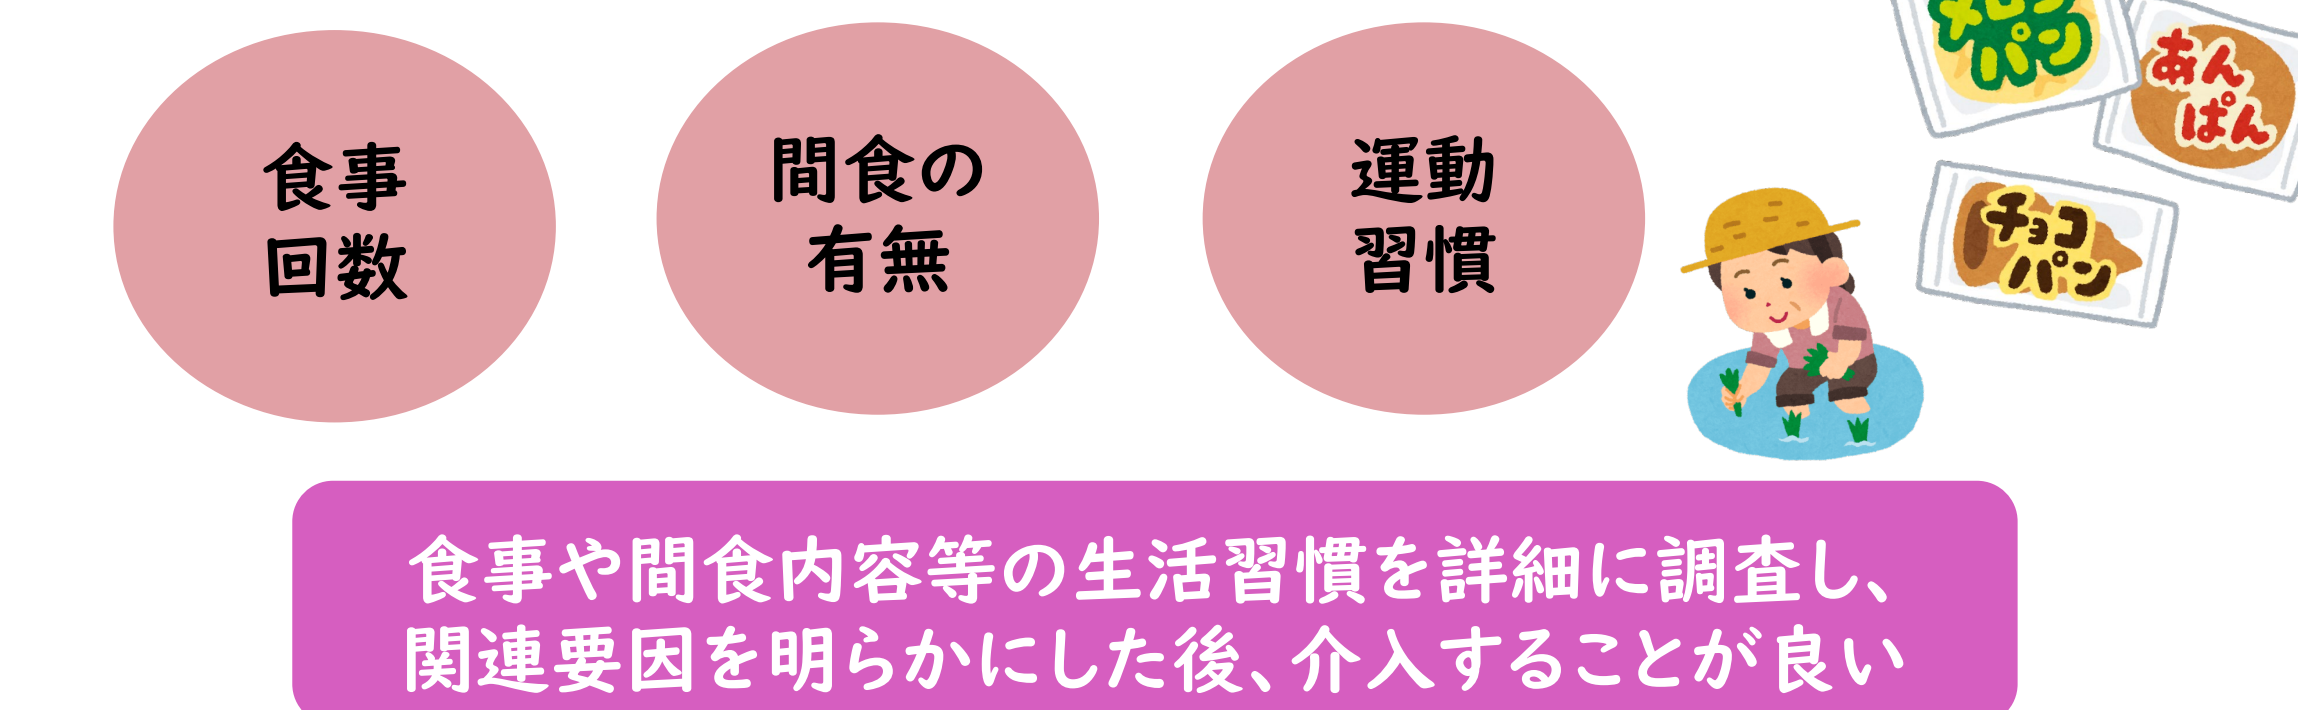 食事
回数
間食の
有無
運動
習慣
パン
あん
ぱん
チョコ
パン
食事や間食内容等の生活習慣を詳細に調査し、
関連要因を明らかにした後、介入することが良い